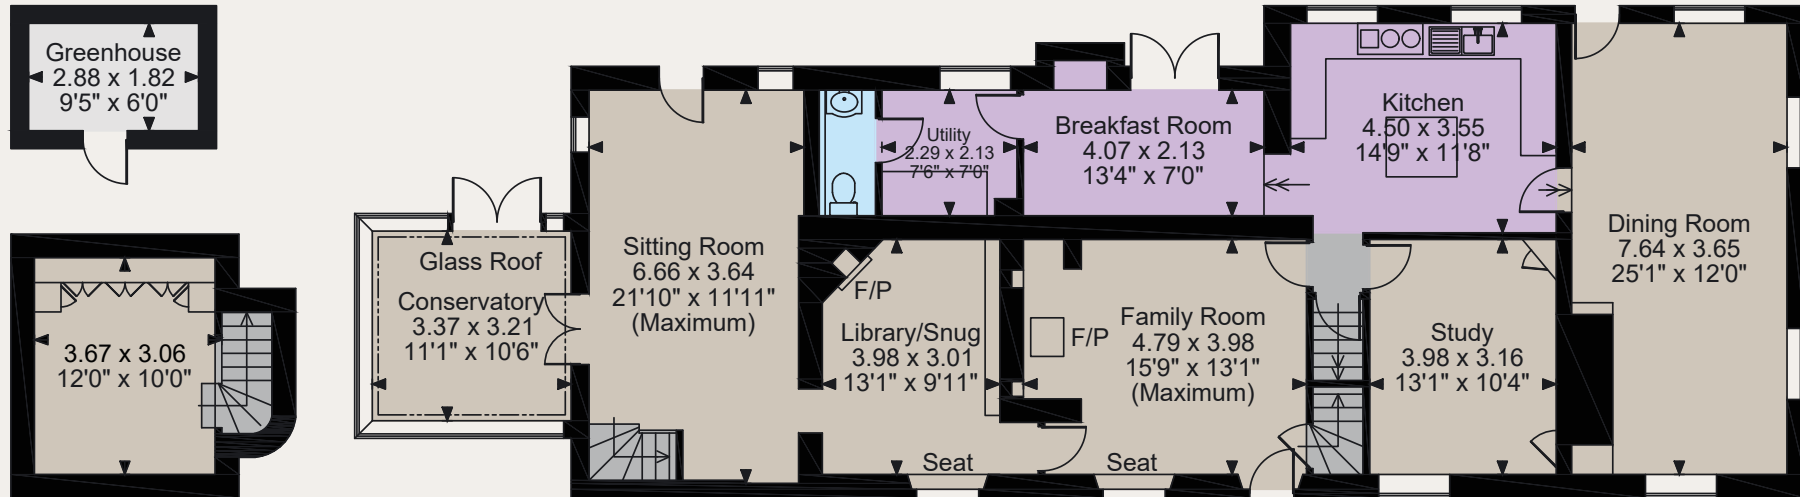 Greenhouse
2.88 x 1.82
9'5" x 6'0"
Kitchen
4.50 x 3.55
14'9" x 11'8"
Breakfast Room
4.07 x 2.13
13'4" x 7'0"
Utility
2.29 x 2.13
7'6" x 7'0"
Dining Room
7.64 x 3.65
25'1" x 12'0"
Sitting Room
6.66 x 3.64
21'10" x 11'11"
(Maximum)
Glass Roof
Conservatory
3.37 x 3.21
11'1" x 10'6"
F/P
Library/Snug
3.98 x 3.01
13'1" x 9'11"
F/P
Family Room
4.79 x 3.98
15'9" x 13'1"
(Maximum)
Study
3.98 x 3.16
13'1" x 10'4"
3.67 x 3.06
12'0" x 10'0"
Seat
Seat